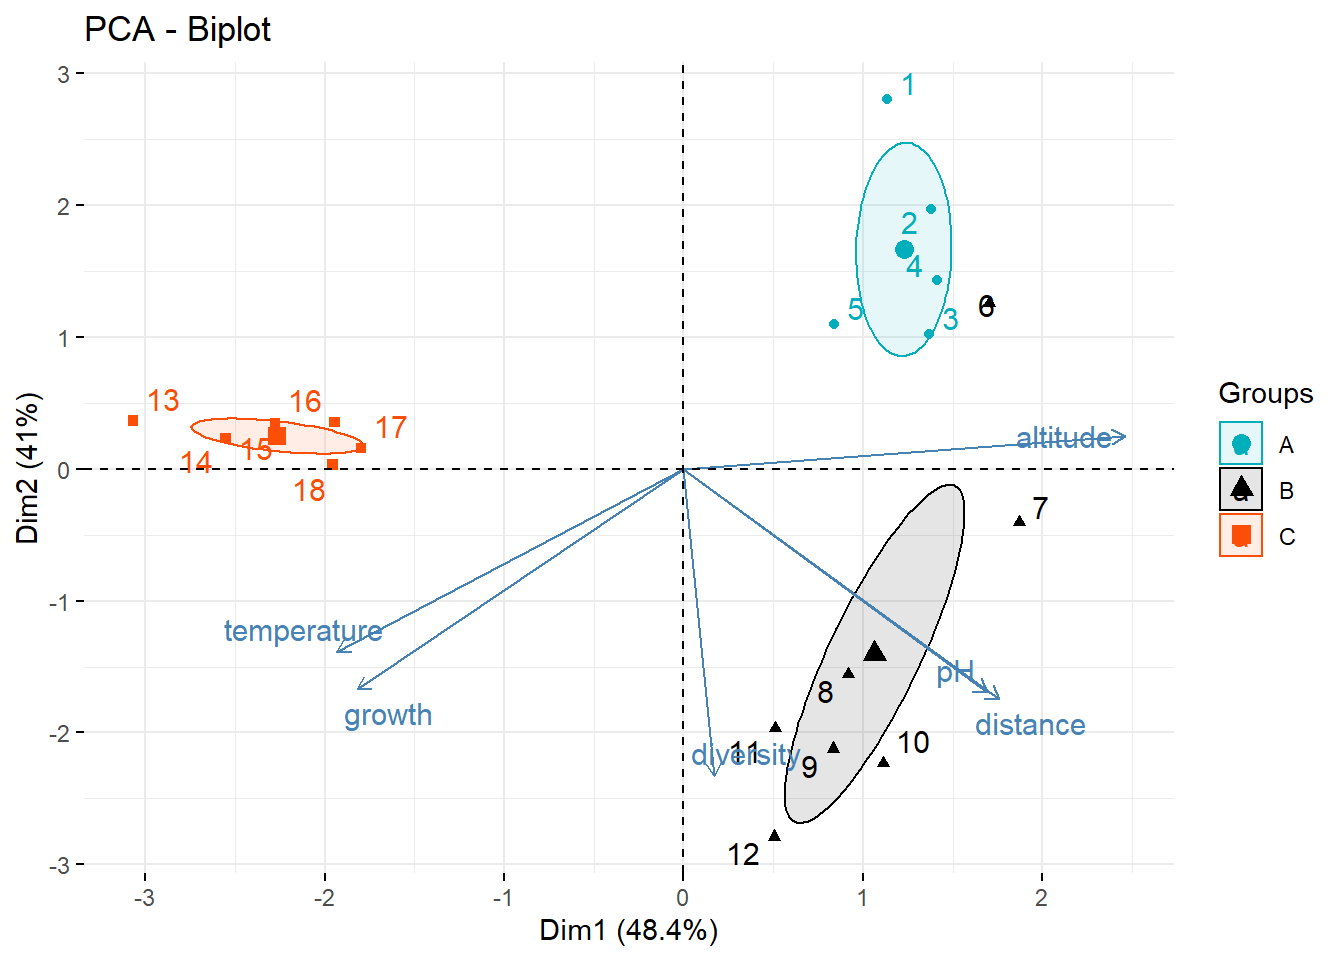 PCA - Biplot
3
1
2
2
4
6
5
3
1
13
16
17
altitude
Groups
A
B
C
15
14
0
18
7
-1
temperature
pH
growth
8
distance
-2
11
diversity
10
9
12
-3
-3
-2
-1
0
1
2
Dim1 (48.4%)
Dim2 (41%)